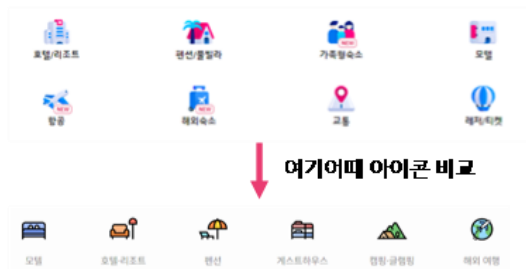 호텔/리조트 펜션/풀빌라 가족형숙소 모텔
NEW
항공 해외숙소 교통 레저/티켓
NEW NEW
여기어때 아이콘 비교
모텔 호텔·리조트 펜션 게스트하우스 캠핑·글램핑 해외 여행